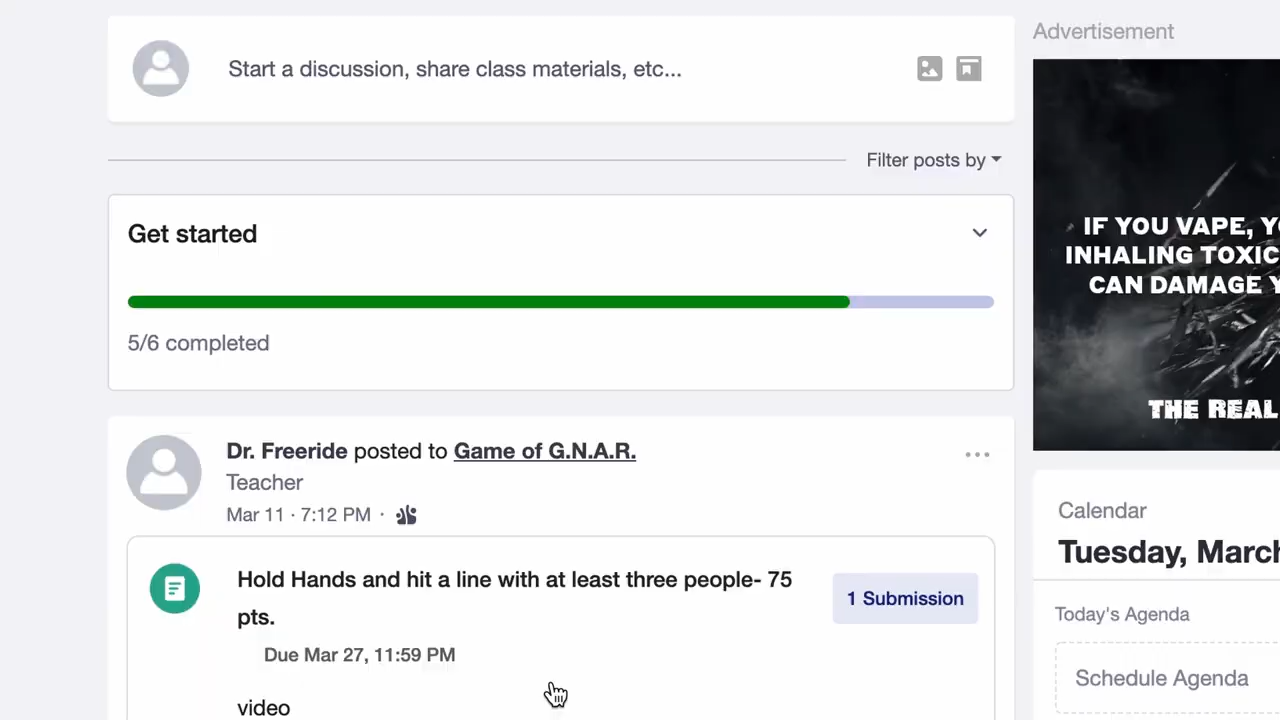 Start a discussion, share class materials, etc...
Advertisement
Filter posts by
Get started
5/6 completed
IF YOU VAPE,
INHALING TOXIC
CAN DAMAGE
THE REAL
Dr. Freeride posted to Game of G.N.A.R.
Teacher
Mar 11 · 7:12 PM ·
Hold Hands and hit a line with at least three people- 75
pts.
1 Submission
Due Mar 27, 11:59 PM
video
Calendar
Tuesday, March
Today's Agenda
Schedule Agenda